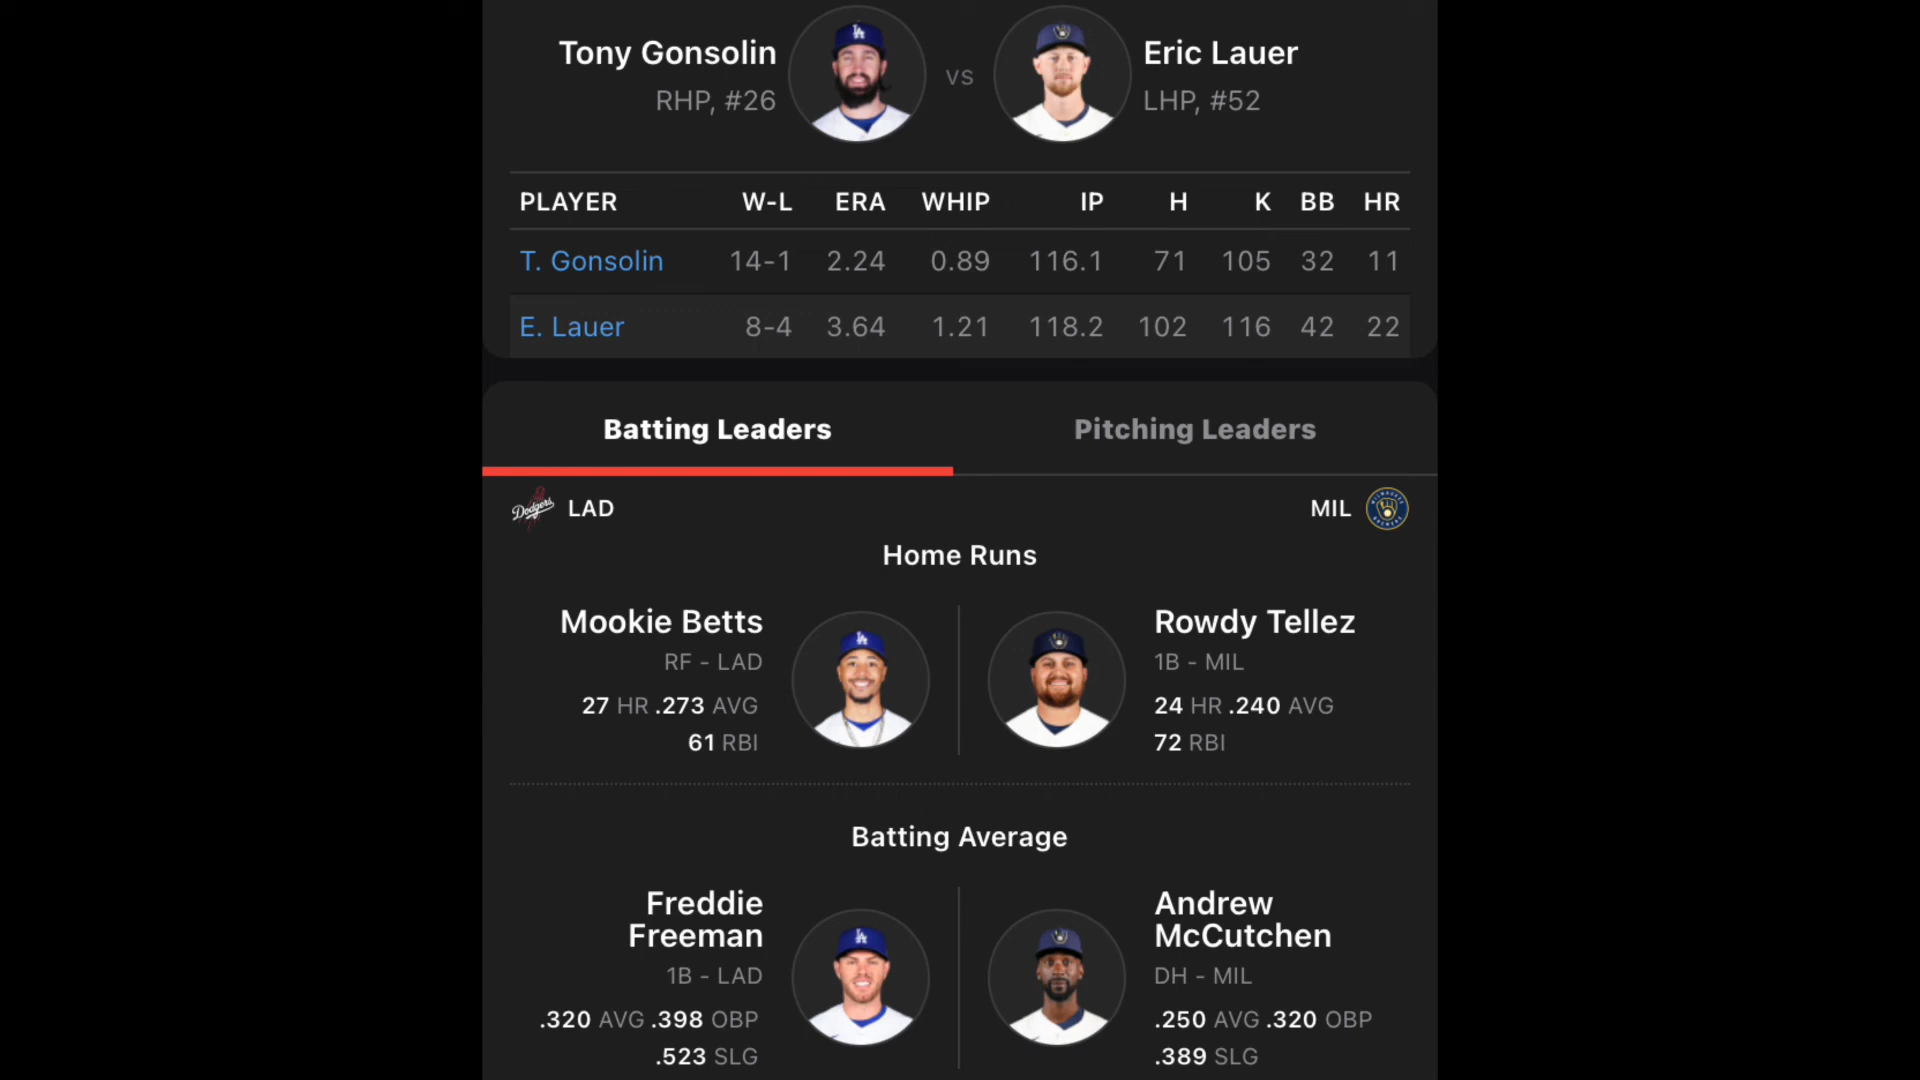 Tony Gonsolin
RHP, #26
VS
Eric Lauer
LHP, #52
PLAYER W-L ERA WHIP IP H K BB HR
T. Gonsolin 14-1 2.24 0.89 116.1 71 105 32 11
E. Lauer 8-4 3.64 1.21 118.2 102 116 42 22
Batting Leaders
Pitching Leaders
Dodgers
LAD
MIL
Home Runs
Mookie Betts
RF - LAD
27 HR .273 AVG
61 RBI
Rowdy Tellez
1B - MIL
24 HR .240 AVG
72 RBI
Batting Average
Freddie
Freeman
1B - LAD
.320 AVG .398 OBP
.523 SLG
Andrew
McCutchen
DH - MIL
.250 AVG .320 OBP
.389 SLG